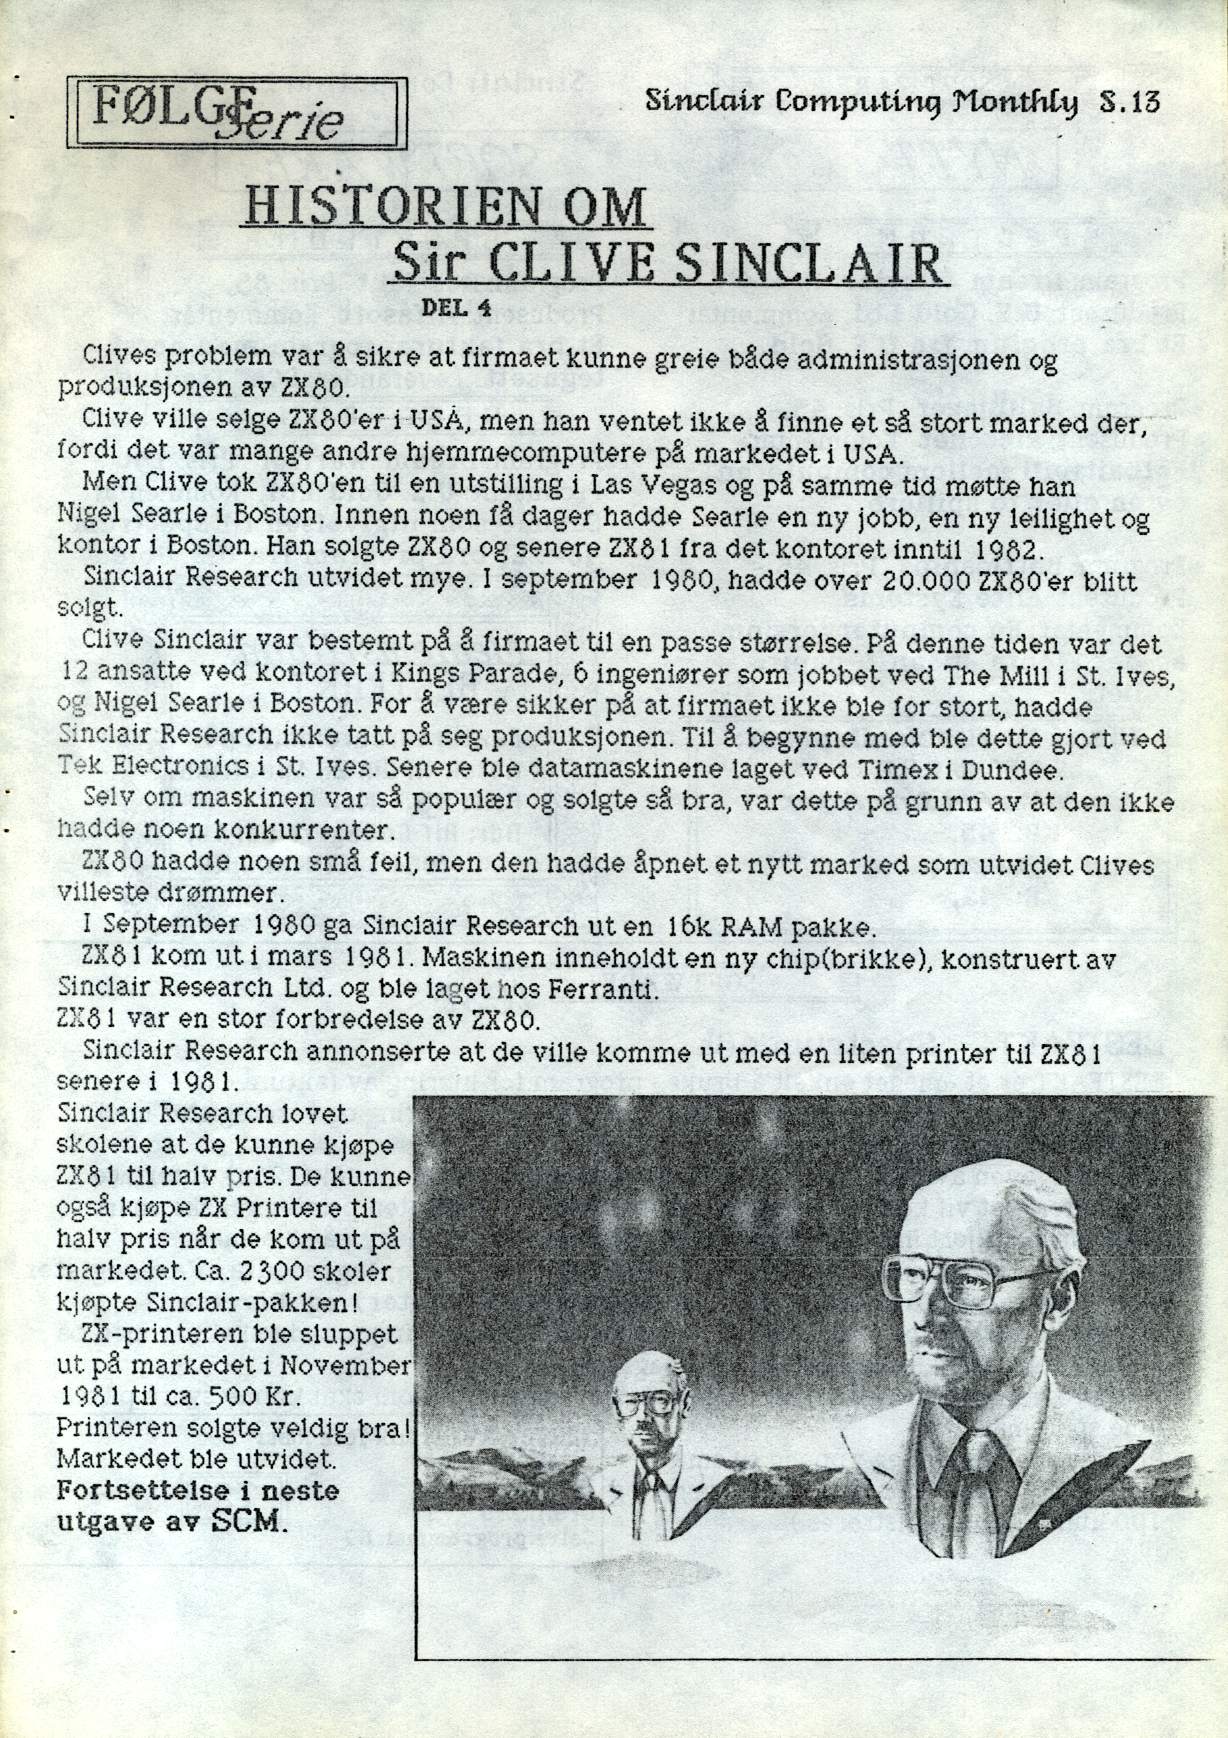 FØLGE Serie
Sinclair Computing Monthly S.13
HISTORIEN OM
Sir CLIVE SINCLAIR
DEL 4
Clives problem var å sikre at firmaet kunne greie både administrasjonen og
produksjonen av ZX80.
Clive ville selge ZX80'er i USA, men han ventet ikke å finne et så stort marked der,
fordi det var mange andre hjemmecomputere på markedet i USA.
Men Clive tok ZX80'en til en utstilling i Las Vegas og på samme tid møtte han
Nigel Searle i Boston. Innen noen få dager hadde Searle en ny jobb, en ny leilighet og
kontor i Boston. Han solgte ZX80 og senere ZX81 fra det kontoret inntil 1982.
Sinclair Research utvidet mye. I september 1980, hadde over 20.000 ZX80'er blitt
solgt.
Clive Sinclair var bestemt på å firmaet til en passe størrelse. På denne tiden var det
12 ansatte ved kontoret i Kings Parade, 6 ingeniører som jobbet ved The Mill i St. Ives,
og Nigel Searle i Boston. For å være sikker på at firmaet ikke ble for stort, hadde
Sinclair Research ikke tatt på seg produksjonen. Til å begynne med ble dette gjort ved
Tek Electronics i St. Ives. Senere ble datamaskinene laget ved Timex i Dundee.
Selv om maskinen var så populær og solgte så bra, var dette på grunn av at den ikke
hadde noen konkurrenter.
ZX80 hadde noen små feil, men den hadde åpnet et nytt marked som utvidet Clives
villeste drømmer.
I September 1980 ga Sinclair Research ut en 16k RAM pakke.
ZX81 kom ut i mars 1981. Maskinen inneholdt en ny chip(brikke), konstruert av
Sinclair Research Ltd. og ble laget hos Ferranti.
ZX81 var en stor forbredelse av ZX80.
Sinclair Research annonserte at de ville komme ut med en liten printer til ZX81
senere i 1981.
Sinclair Research lovet
skolene at de kunne kjøpe
ZX81 til halv pris. De kunne
også kjøpe ZX Printere til
halv pris når de kom ut på
markedet. Ca. 2300 skoler
kjøpte Sinclair-pakken!
ZX-printeren ble sluppet
ut på markedet i November
1981 til ca. 500 Kr.
Printeren solgte veldig bra!
Markedet ble utvidet.
Fortsettelse i neste
utgave av SCM.